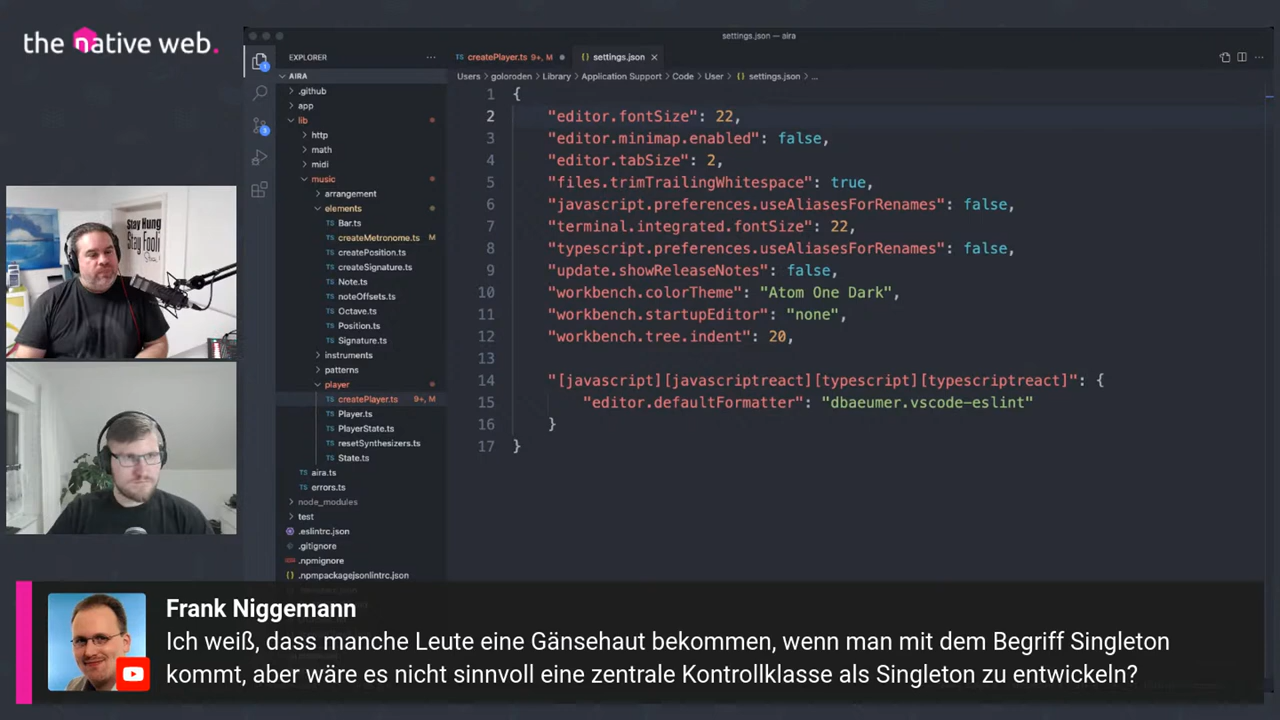 the native web.
settings.json — aira
EXPLORER
createPlayer.ts 9+, M
settings.json
AIRA
Users > goloroden > Library > Application Support > Code > User > settings.json > ...
.github
app
lib
http
math
midi
music
arrangement
elements
Bar.ts
createMetronome.ts M
createPosition.ts
createSignature.ts
Note.ts
noteOffsets.ts
Octave.ts
Position.ts
Signature.ts
instruments
patterns
player
createPlayer.ts 9+, M
Player.ts
PlayerState.ts
resetSynthesizers.ts
State.ts
aira.ts
errors.ts
node_modules
test
.eslintrc.json
.gitignore
.npmignore
.npmpackagejsonlintrc.json
1 {
2 "editor.fontSize": 22,
3 "editor.minimap.enabled": false,
4 "editor.tabSize": 2,
5 "files.trimTrailingWhitespace": true,
6 "javascript.preferences.useAliasesForRenames": false,
7 "terminal.integrated.fontSize": 22,
8 "typescript.preferences.useAliasesForRenames": false,
9 "update.showReleaseNotes": false,
10 "workbench.colorTheme": "Atom One Dark",
11 "workbench.startupEditor": "none",
12 "workbench.tree.indent": 20,
13
14 "[javascript][javascriptreact][typescript][typescriptreact]": {
15 "editor.defaultFormatter": "dbaeumer.vscode-eslint"
16 }
17 }
Stay Hung
Stay Fooli
Frank Niggemann
Ich weiß, dass manche Leute eine Gänsehaut bekommen, wenn man mit dem Begriff Singleton
kommt, aber wäre es nicht sinnvoll eine zentrale Kontrollklasse als Singleton zu entwickeln?